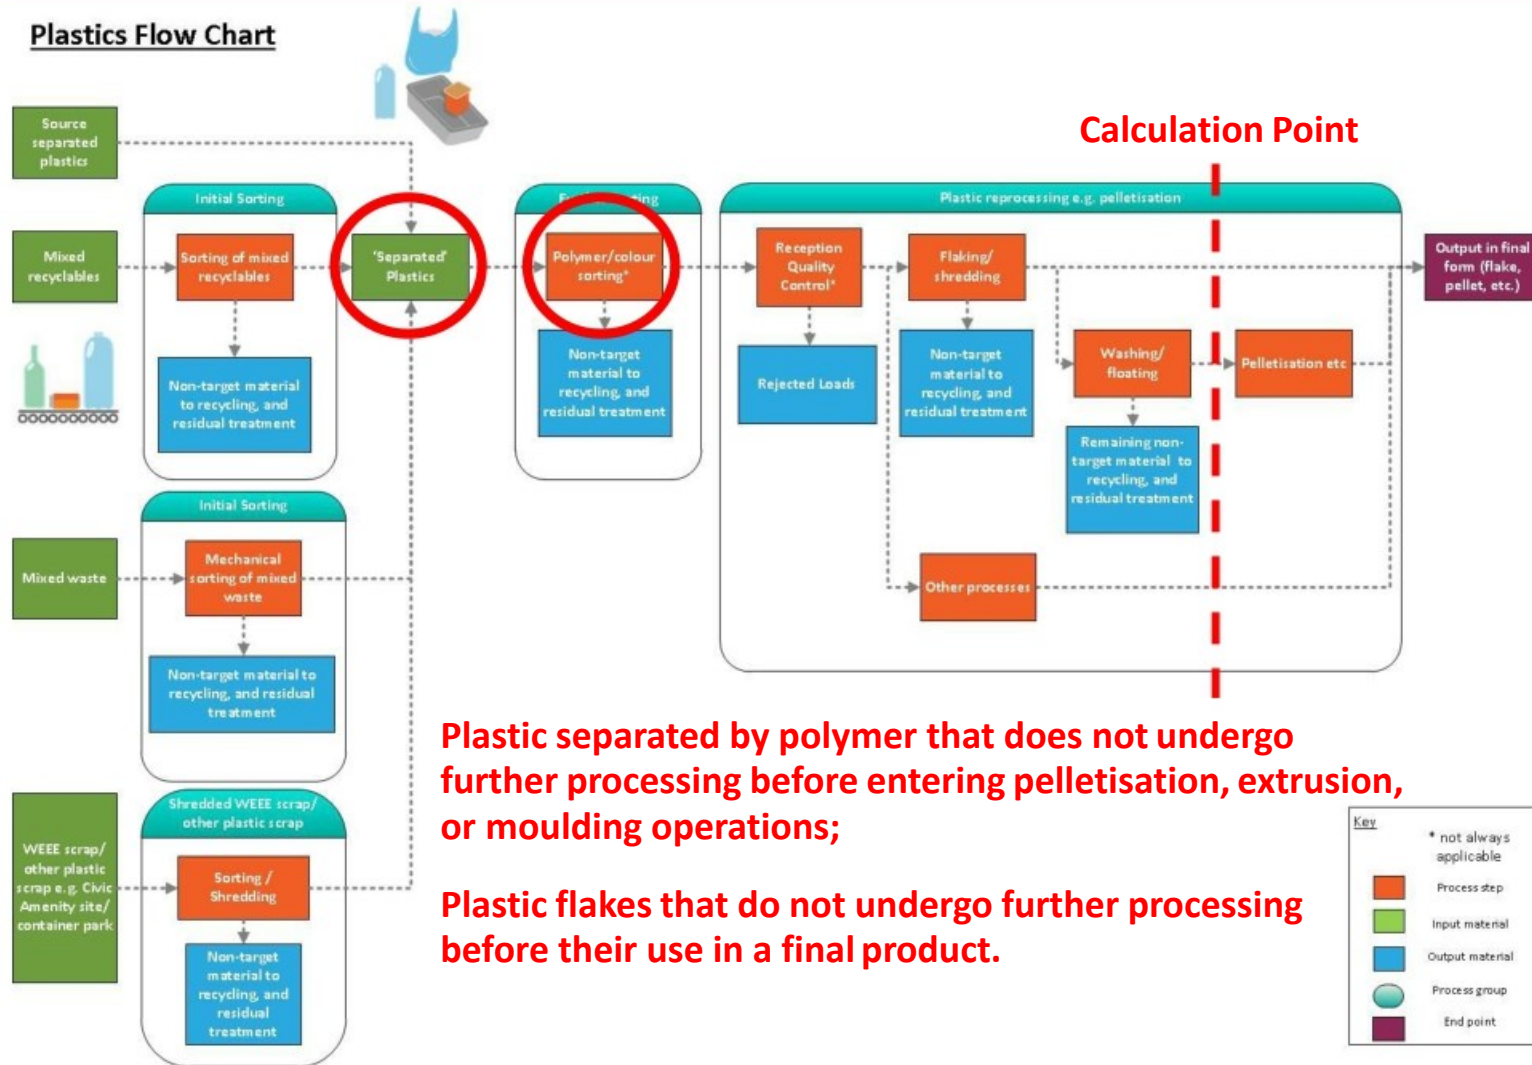 Plastics Flow Chart
Source
separated
plastics
Calculation Point
Initial Sorting
Plastic reprocessing e.g. pelletisation
Mixed
recyclables
Sorting of mixed
recyclables
'Separated'
Plastics
Polymer/colour
sorting*
Reception
Quality
Control*
Flaking/
shredding
Output in final
form (flake,
pellet, etc.)
Non-target material
to recycling, and
residual treatment
Non-target
material to
recycling, and
residual treatment
Rejected Loads
Non-target
material to
recycling, and
residual treatment
Washing/
floating
Pelletisation etc
Remaining non-
target material to
recycling, and
residual treatment
Initial Sorting
Mixed waste
Mechanical
sorting of mixed
waste
Other processes
Non-target material to
recycling, and residual
treatment
Plastic separated by polymer that does not undergo
further processing before entering pelletisation, extrusion,
or moulding operations;
Plastic flakes that do not undergo further processing
before their use in a final product.
Shredded WEEE scrap/
other plastic scrap
WEEE scrap/
other plastic
scrap e.g. Civic
Amenity site/
container park
Sorting /
Shredding
Non-target
material to
recycling, and
residual
treatment
Key
* not always
applicable
Process step
Input material
Output material
Process group
End point